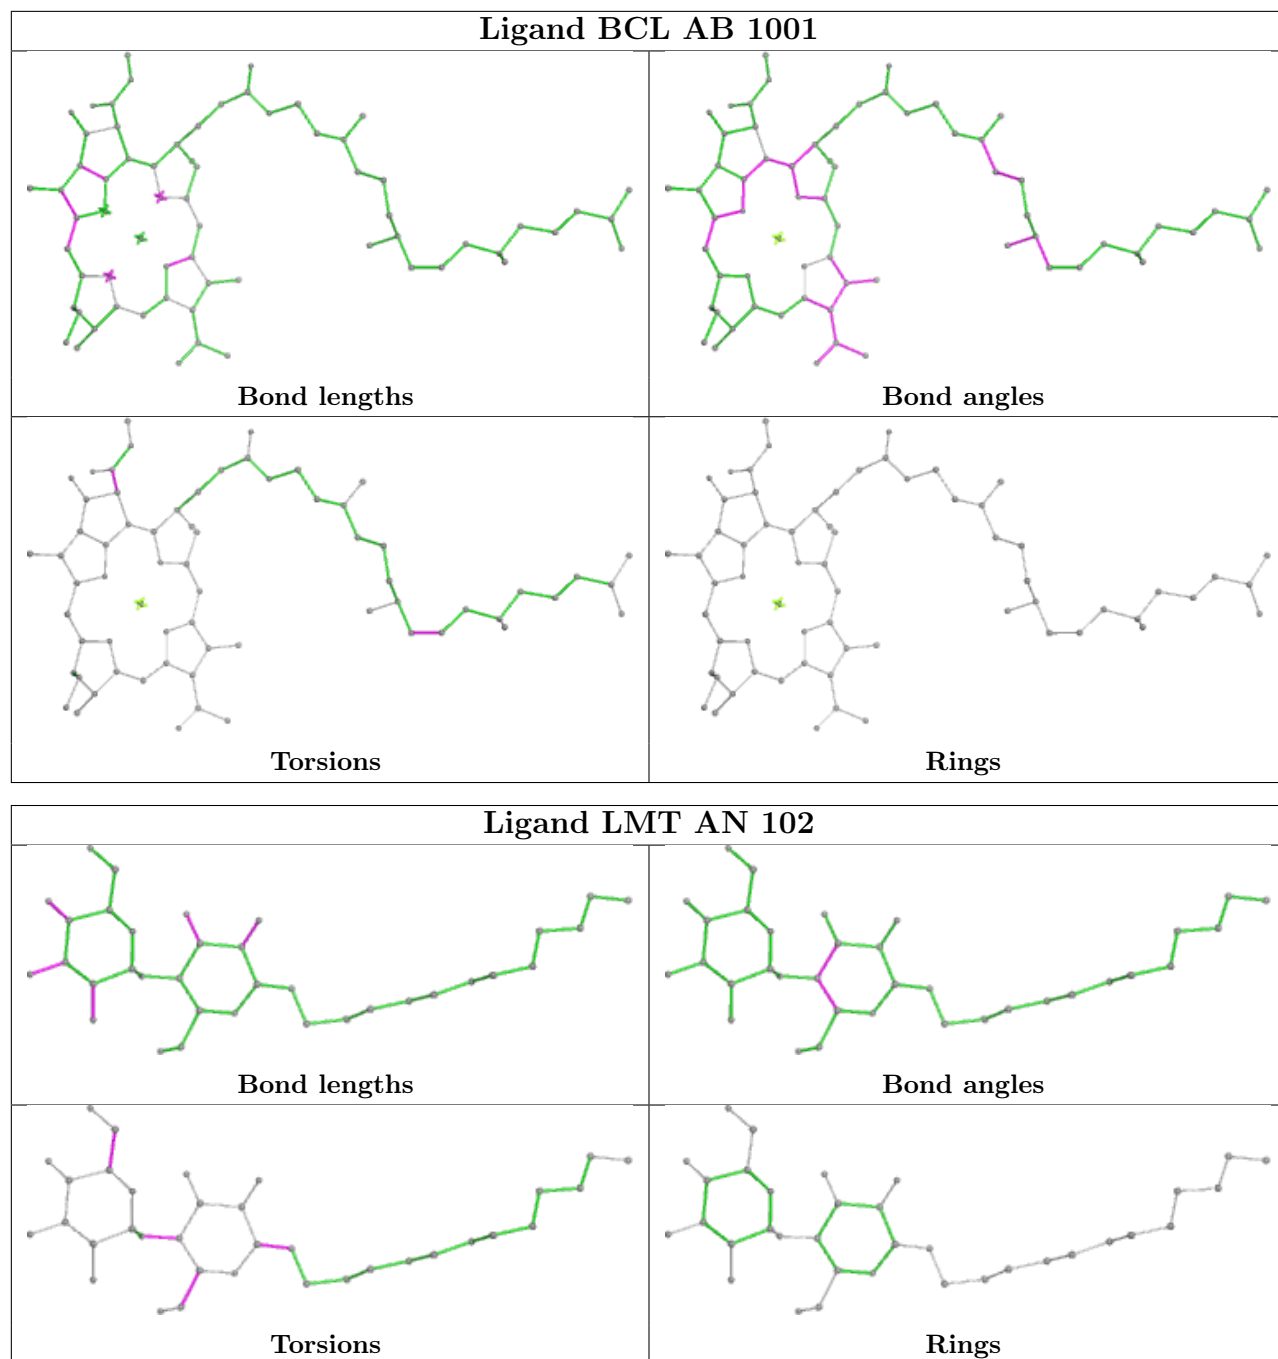 Ligand BCL AB 1001
Bond lengths
Bond angles
Torsions
Rings
Ligand LMT AN 102
Bond lengths
Bond angles
Torsions
Rings